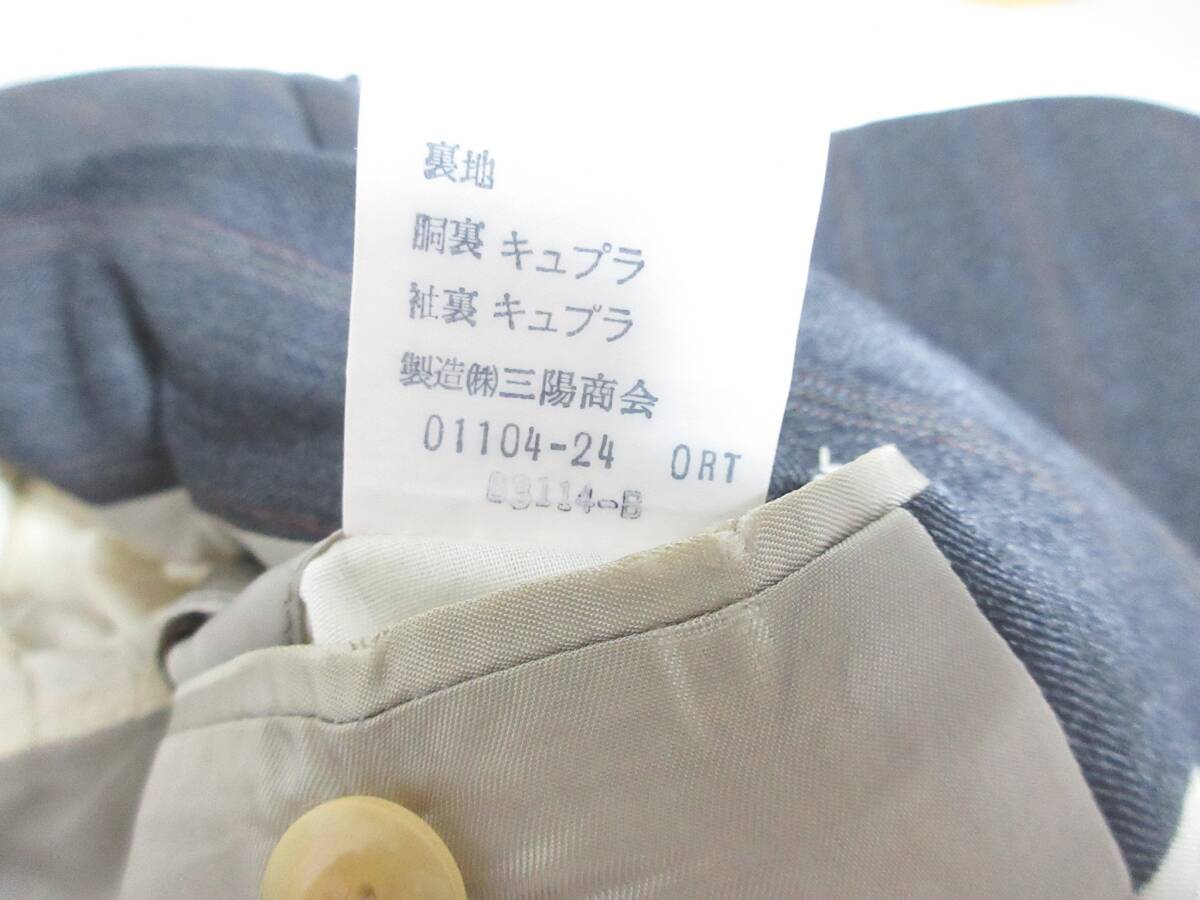 裏地
胴裏 キュプラ
袖裏 キュプラ
製造㈱三陽商会
01104-24 ORT
03114-B